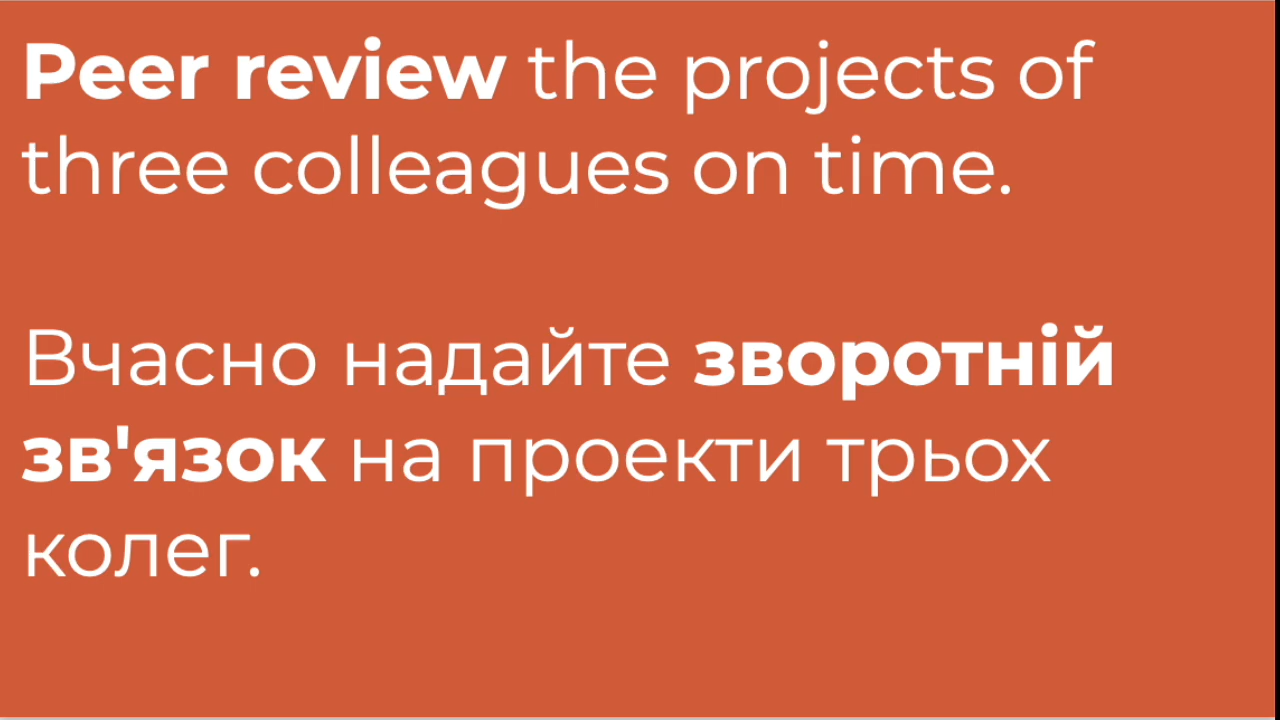 Peer review the projects of
three colleagues on time.
Вчасно надайте зворотній
зв'язок на проекти трьох
колег.